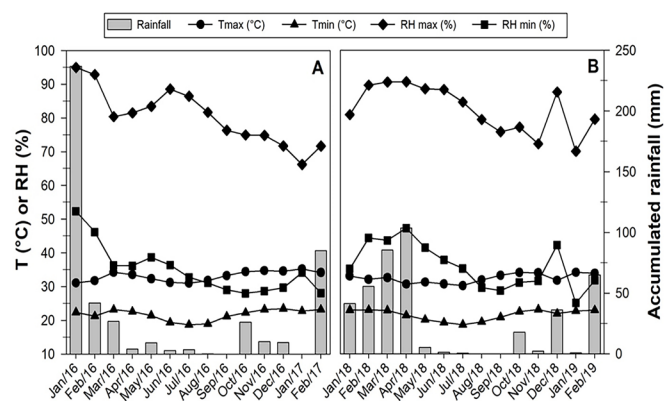 Rainfall Tmax (°C) Tmin (°C) RH max (%) RH min (%)
A
B
T (°C) or RH (%)
100
90
80
70
60
50
40
30
20
10
Accumulated rainfall (mm)
250
200
150
100
50
0
Jan/16 Feb/16 Mar/16 Apr/16 May/16 Jun/16 Jul/16 Aug/16 Sep/16 Oct/16 Nov/16 Dec/16 Jan/17 Feb/17
Jan/18 Feb/18 Mar/18 Apr/18 May/18 Jun/18 Jul/18 Aug/18 Sep/18 Oct/18 Nov/18 Dec/18 Jan/19 Feb/19